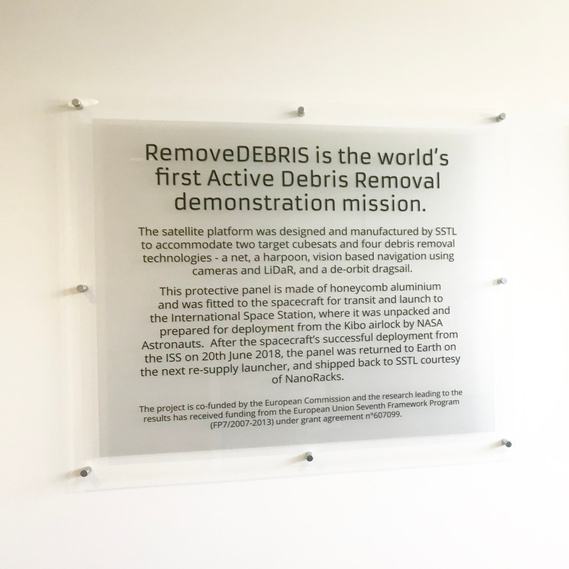 RemoveDEBRIS is the world's
first Active Debris Removal
demonstration mission.
The satellite platform was designed and manufactured by SSTL
to accommodate two target cubesats and four debris removal
technologies - a net, a harpoon, vision based navigation using
cameras and LiDaR, and a de-orbit dragsail.
This protective panel is made of honeycomb aluminium
and was fitted to the spacecraft for transit and launch to
the International Space Station, where it was unpacked and
prepared for deployment from the Kibo airlock by NASA
Astronauts. After the spacecraft's successful deployment from
the ISS on 20th June 2018, the panel was returned to Earth on
the next re-supply launcher, and shipped back to SSTL courtesy
of NanoRacks.
The project is co-funded by the European Commission and the research leading to the
results has received funding from the European Union Seventh Framework Program
(FP7/2007-2013) under grant agreement n°607099.